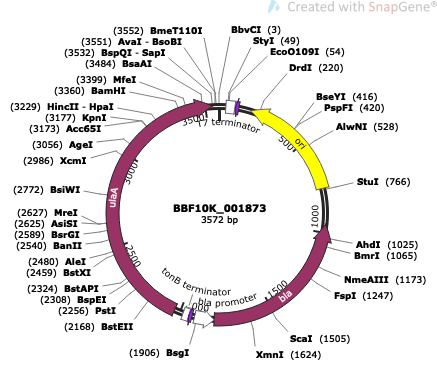 Created with SnapGene®
(3552) BmeT110I
(3551) AvaI - BsoBI
(3532) BspQI - SapI
(3484) BsaAI
(3399) MfeI
(3360) BamHI
(3229) HincII - HpaI
(3177) KpnI
(3173) Acc65I
(3056) AgeI
(2986) XcmI
(2772) BsiWI
(2627) MreI
(2625) AsiSI
(2589) BsrGI
(2540) BanII
(2480) AleI
(2459) BstXI
(2324) BstAPI
(2308) BspEI
(2256) PstI
(2168) BstEII
(1906) BsgI
BbvCI (3)
StyI (49)
EcoO109I (54)
DrdI (220)
BseYI (416)
PspFI (420)
AlwNI (528)
StuI (766)
AhdI (1025)
BmrI (1065)
NmeAIII (1173)
FspI (1247)
ScaI (1505)
XmnI (1624)
T7 terminator
ori
bla
bla promoter
tonB terminator
ulaA
500
1000
1500
2500
3000
3500
BBF10K_001873
3572 bp